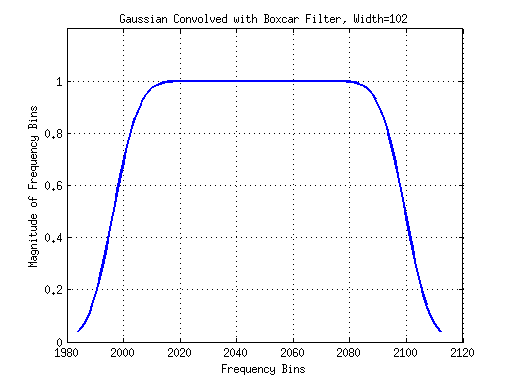 Gaussian Convolved with Boxcar Filter, Width=102
Magnitude of Frequency Bins
1
0.8
0.6
0.4
0.2
0
1980 2000 2020 2040 2060 2080 2100 2120
Frequency Bins